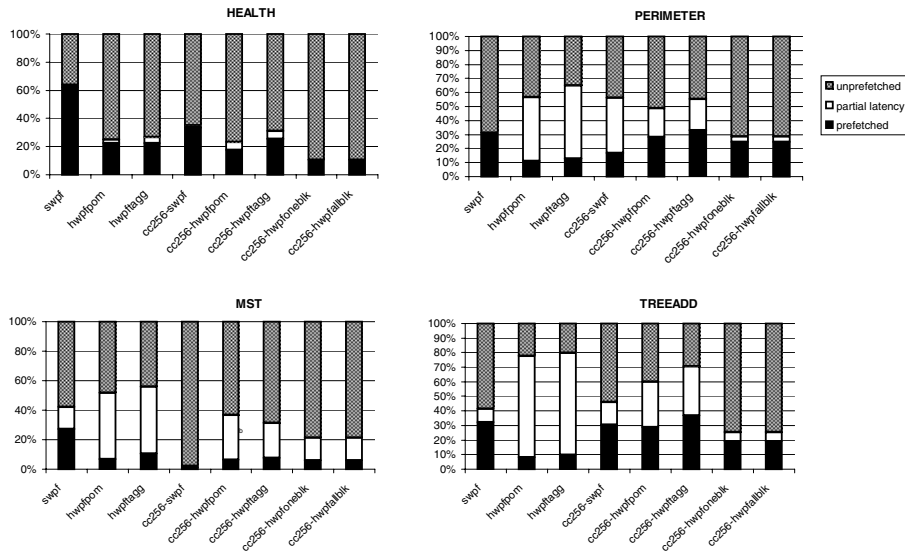 HEALTH
100%
80%
60%
40%
20%
0%
swpf
hwpfpom
hwpftagg
cc256-swpf
cc256-hwpfpom
cc256-hwpftagg
cc256-hwpfoneblk
cc256-hwpfallblk
PERIMETER
100%
90%
80%
70%
60%
50%
40%
30%
20%
10%
0%
swpf
hwpfpom
hwpftagg
cc256-swpf
cc256-hwpfpom
cc256-hwpftagg
cc256-hwpfoneblk
cc256-hwpfallblk
unprefetched
partial latency
prefetched
MST
100%
80%
60%
40%
20%
0%
swpf
hwpfpom
hwpftagg
cc256-swpf
cc256-hwpfpom
cc256-hwpftagg
cc256-hwpfoneblk
cc256-hwpfallblk
TREEADD
100%
90%
80%
70%
60%
50%
40%
30%
20%
10%
0%
swpf
hwpfpom
hwpftagg
cc256-swpf
cc256-hwpfpom
cc256-hwpftagg
cc256-hwpfoneblk
cc256-hwpfallblk